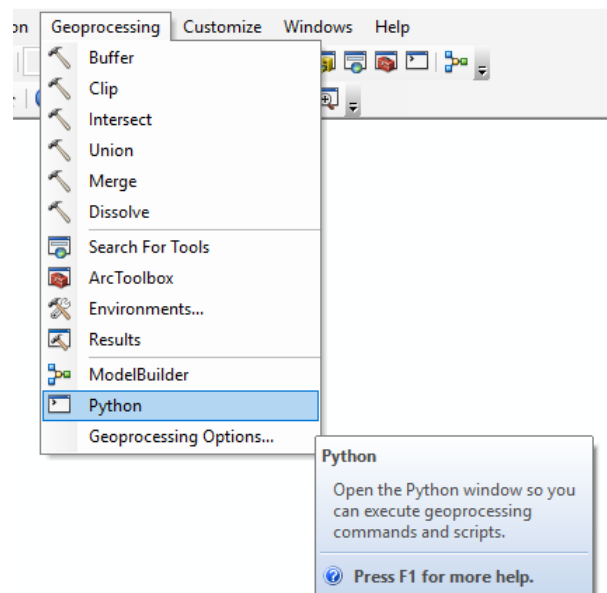 on Geoprocessing Customize Windows Help
Buffer
Clip
Intersect
Union
Merge
Dissolve
Search For Tools
ArcToolbox
Environments...
Results
ModelBuilder
Python
Geoprocessing Options...
Python
Open the Python window so you
can execute geoprocessing
commands and scripts.
Press F1 for more help.